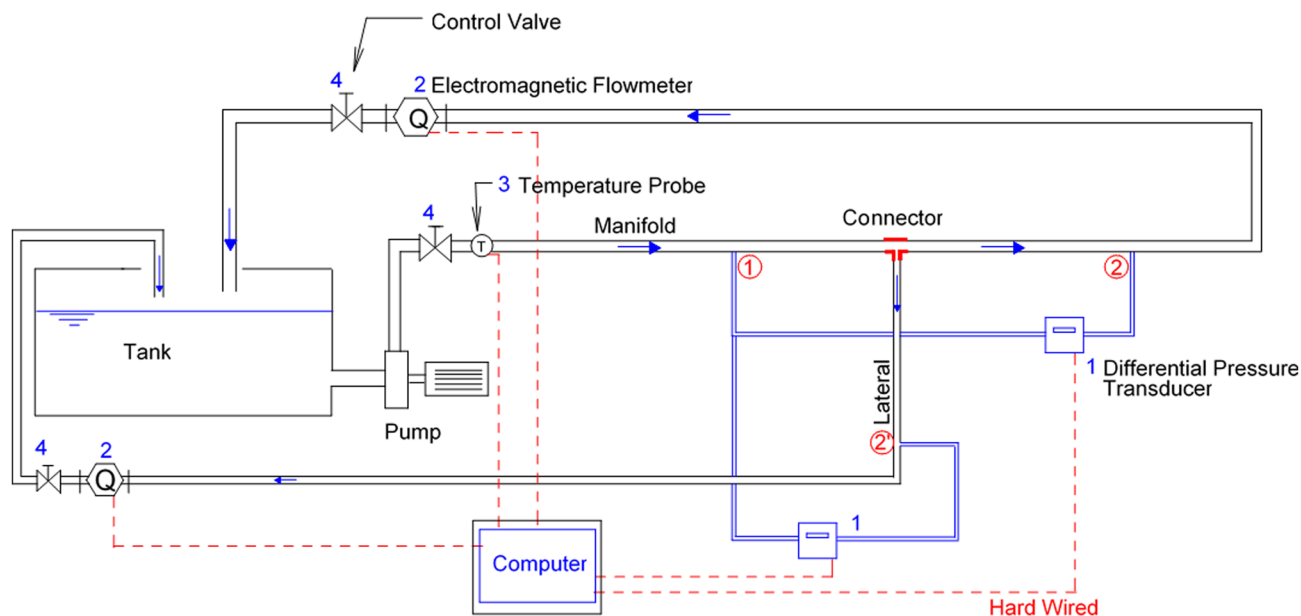 Control Valve
4
2 Electromagnetic Flowmeter
Q
3 Temperature Probe
4
T
Manifold
Connector
①
②
Tank
Pump
Lateral
1 Differential Pressure
Transducer
②'
4
2
Q
1
Computer
Hard Wired